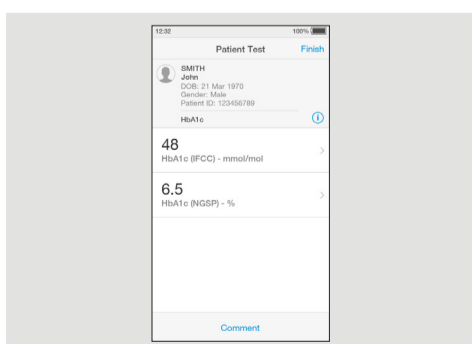 12:32 100%
Patient Test Finish
SMITH
John
DOB: 21 Mar 1970
Gender: Male
Patient ID: 123456789
HbA1c
48
HbA1c (IFCC) - mmol/mol
6.5
HbA1c (NGSP) - %
Comment